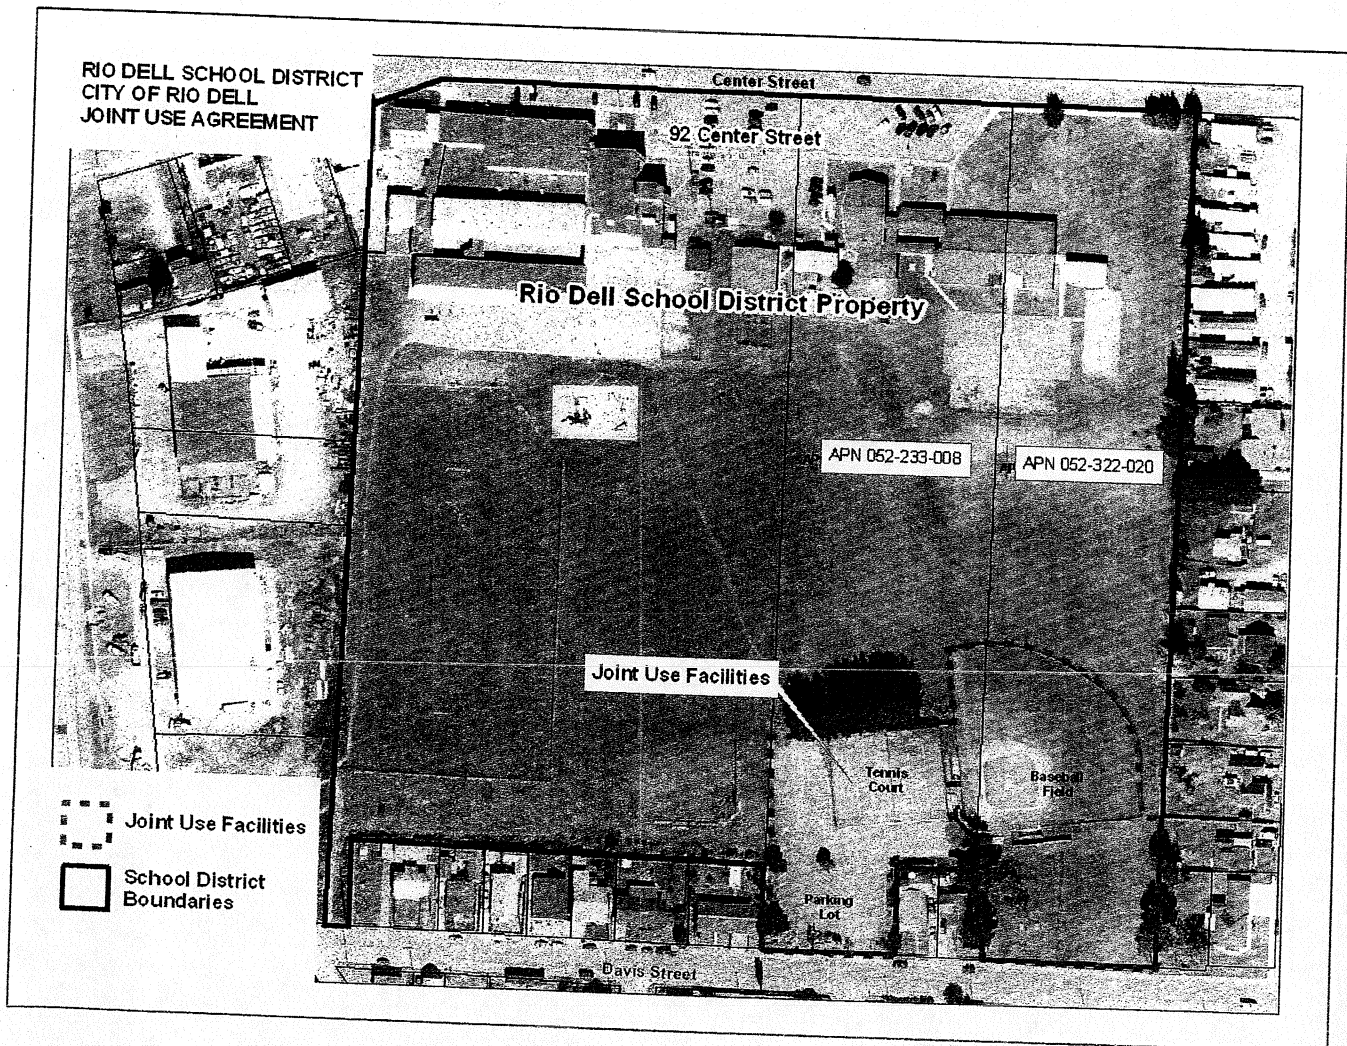 RIO DELL SCHOOL DISTRICT
CITY OF RIO DELL
JOINT USE AGREEMENT
Center Street
92 Center Street
Rio Dell School District Property
APN 052-233-008
APN 052-322-020
Joint Use Facilities
Tennis
Court
Baseball
Field
Joint Use Facilities
School District
Boundaries
Parking
Lot
Davis Street